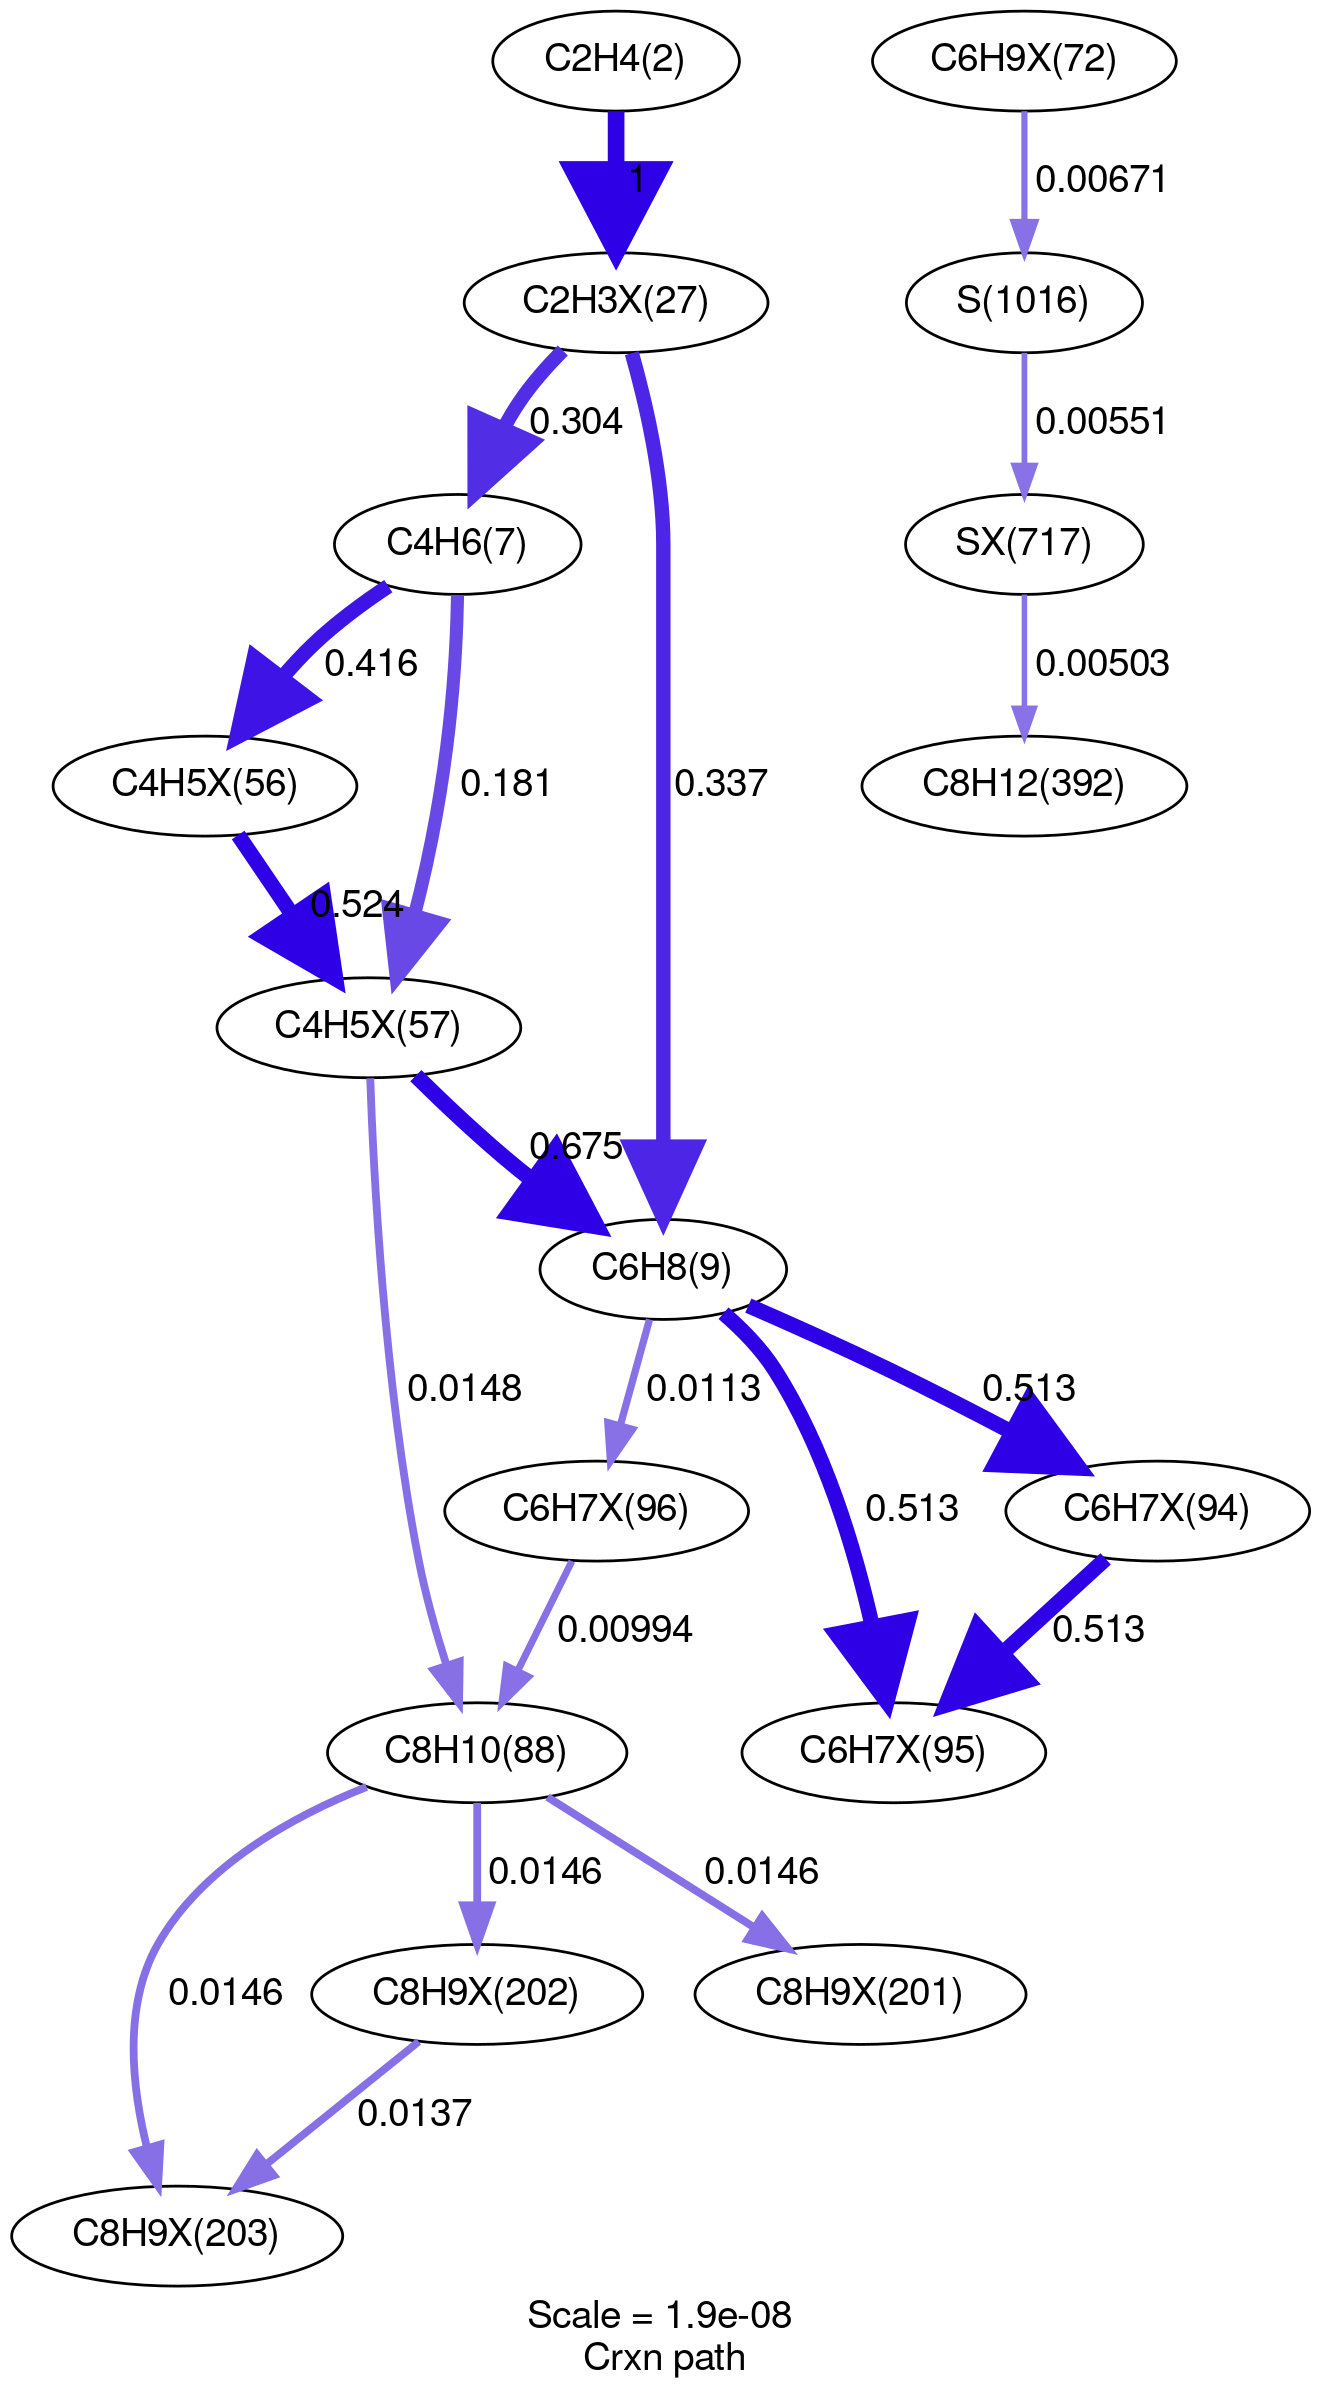 C2H4(2)
C6H9X(72)
1
0.00671
C2H3X(27)
S(1016)
0.304
0.00551
C4H6(7)
SX(717)
0.416
0.00503
C4H5X(56)
0.181
0.337
C8H12(392)
0.524
C4H5X(57)
0.675
C6H8(9)
0.0148
0.0113
0.513
C6H7X(96)
0.513
C6H7X(94)
0.00994
0.513
C8H10(88)
C6H7X(95)
0.0146
0.0146
0.0146
C8H9X(202)
C8H9X(201)
0.0137
C8H9X(203)
Scale = 1.9e-08
Crxn path